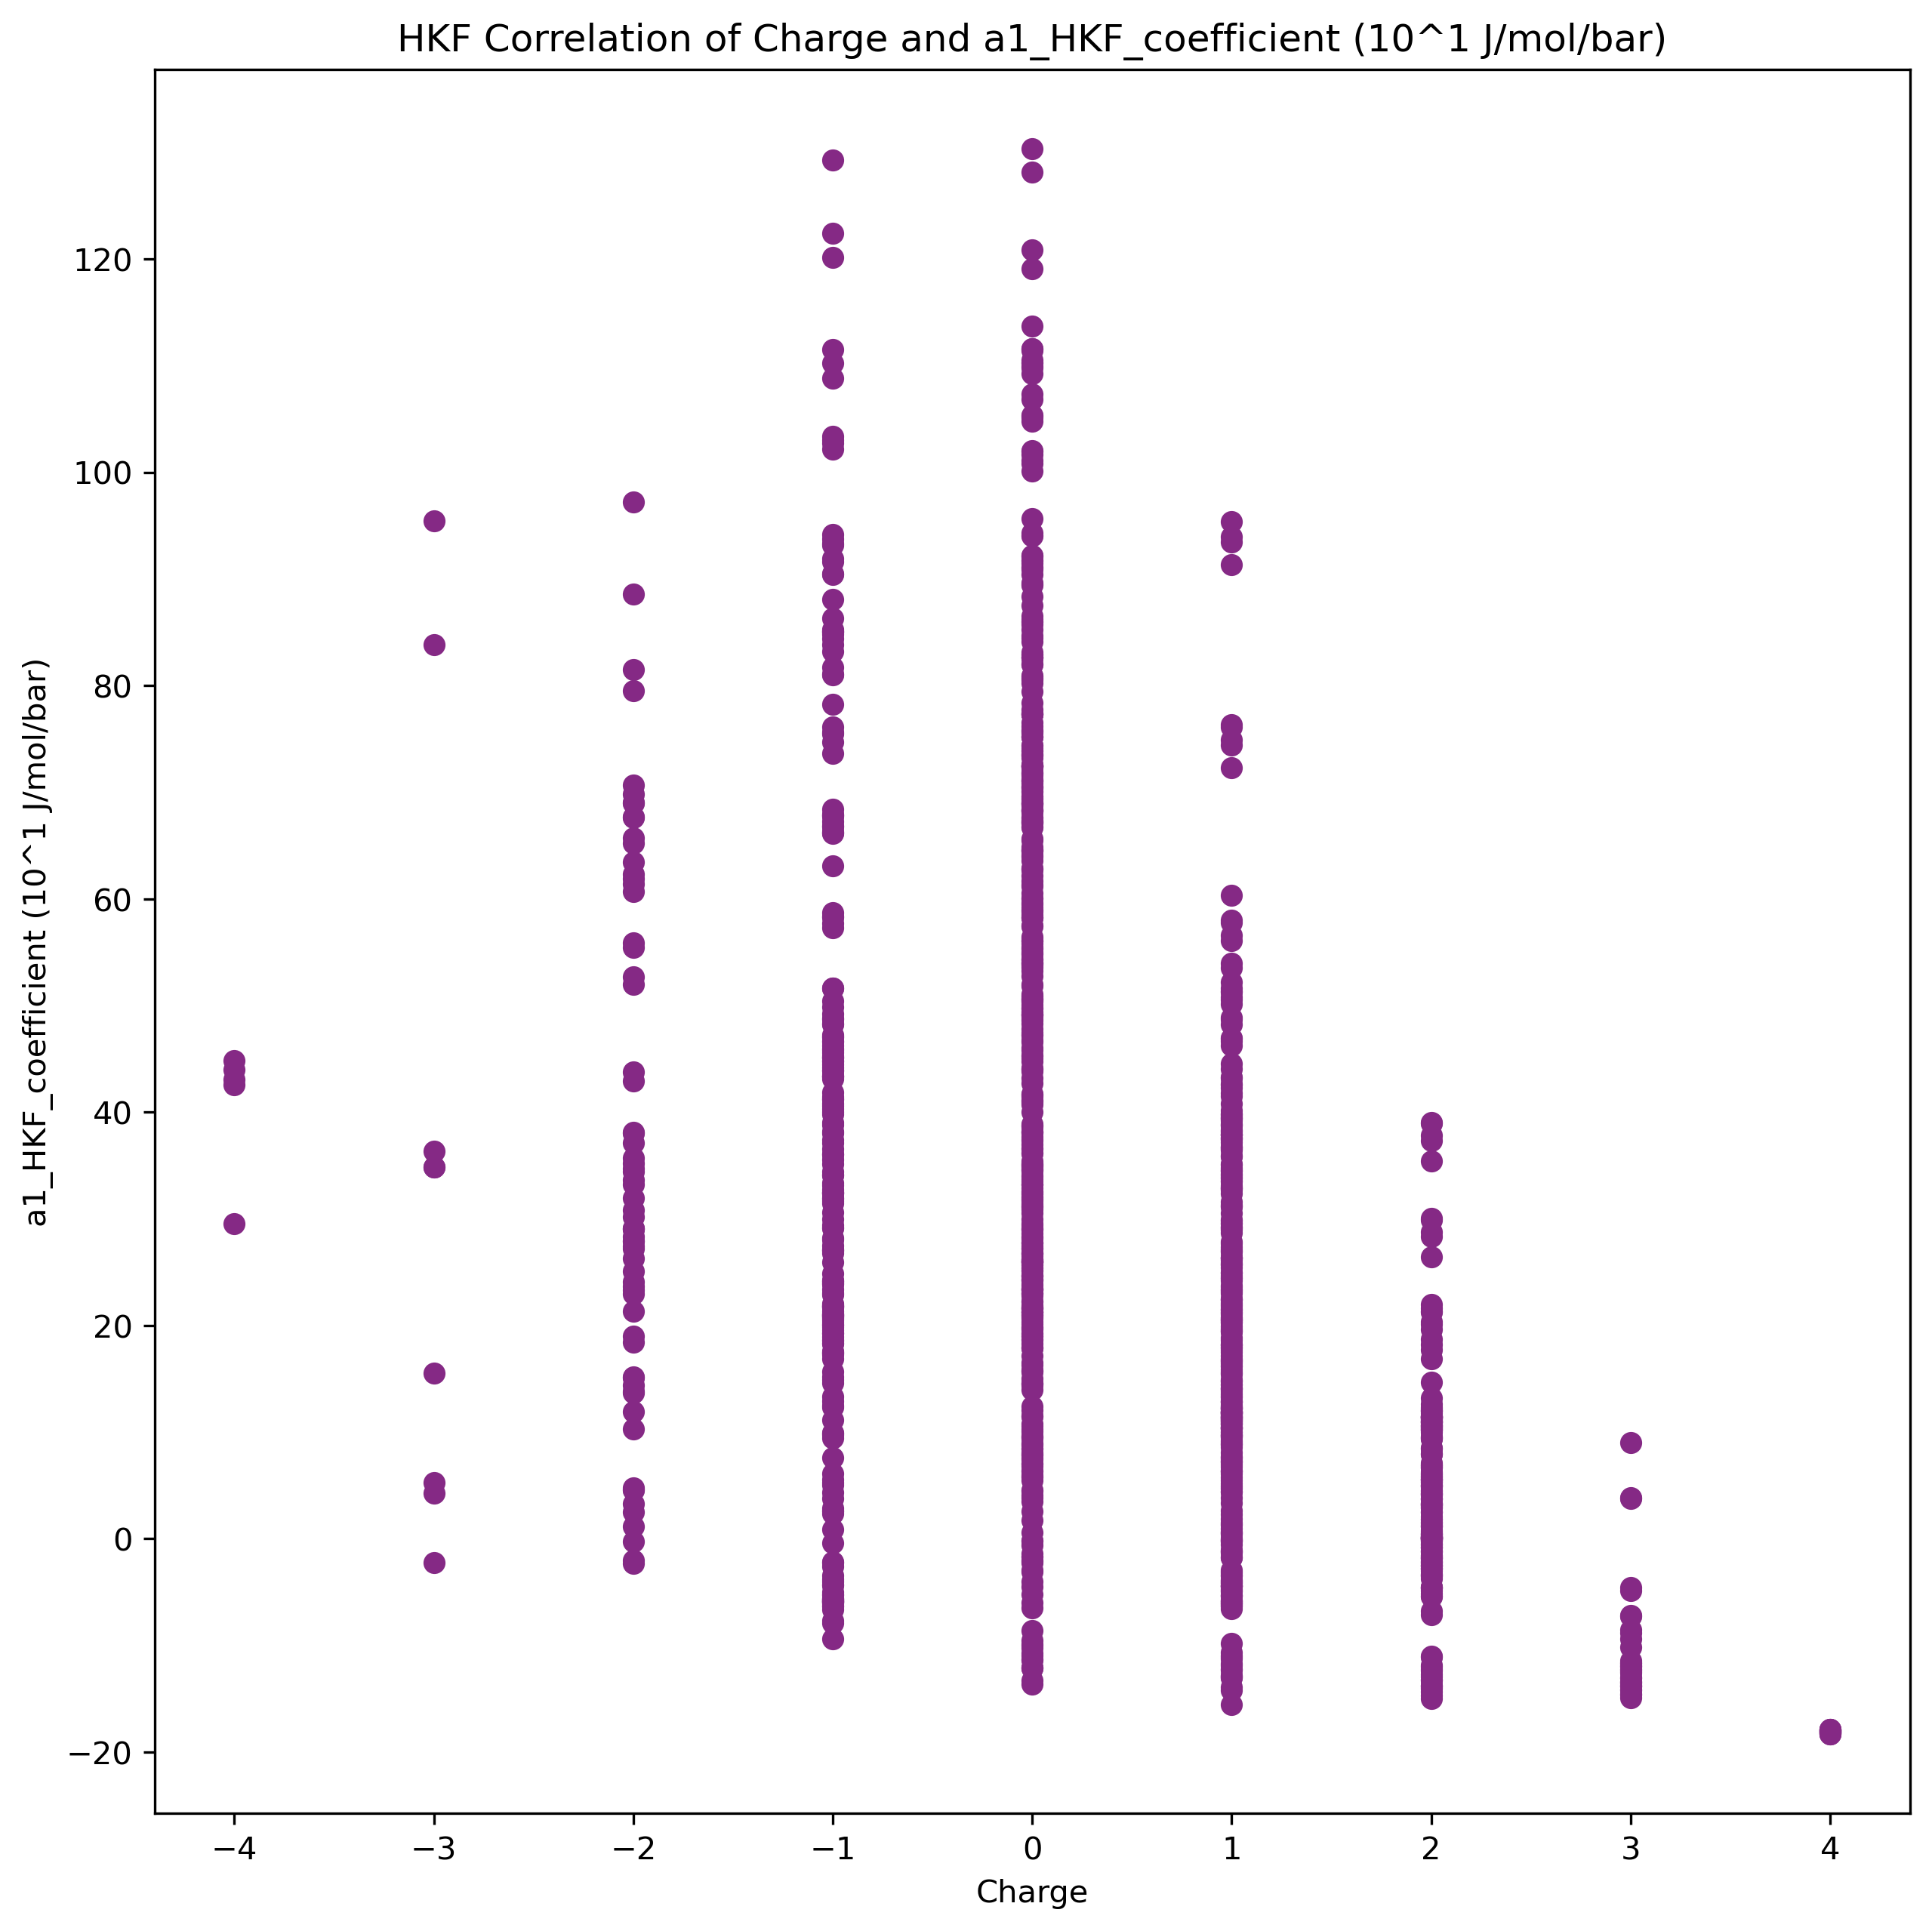 HKF Correlation of Charge and a1_HKF_coefficient (10^1 J/mol/bar)
a1_HKF_coefficient (10^1 J/mol/bar)
120
100
80
60
40
20
0
−20
−4 −3 −2 −1 0 1 2 3 4
Charge